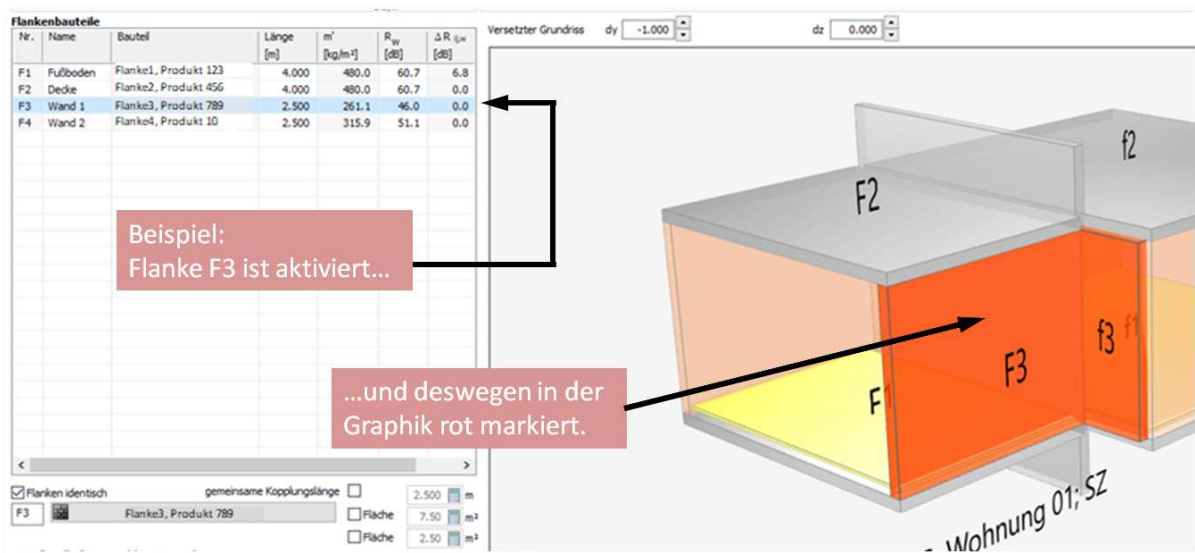 Flankenbauteile
Nr. Name Bauteil Länge m' R_w ΔR ij,w
[m] [kg/m²] [dB] [dB]
F1 Fußboden Flanke1, Produkt 123 4.000 480.0 60.7 6.8
F2 Decke Flanke2, Produkt 456 4.000 480.0 60.7 0.0
F3 Wand 1 Flanke3, Produkt 789 2.500 261.1 46.0 0.0
F4 Wand 2 Flanke4, Produkt 10 2.500 315.9 51.1 0.0
Beispiel:
Flanke F3 ist aktiviert...
...und deswegen in der
Graphik rot markiert.
Flanken identisch gemeinsame Kopplungslänge 2.500 m
F3 Flanke3, Produkt 789 Fläche 7.50 m²
Fläche 2.50 m²
Versetzter Grundriss dy -1.000 dz 0.000
f2
F2
f3 f1
F3
F1
Wohnung 01; SZ